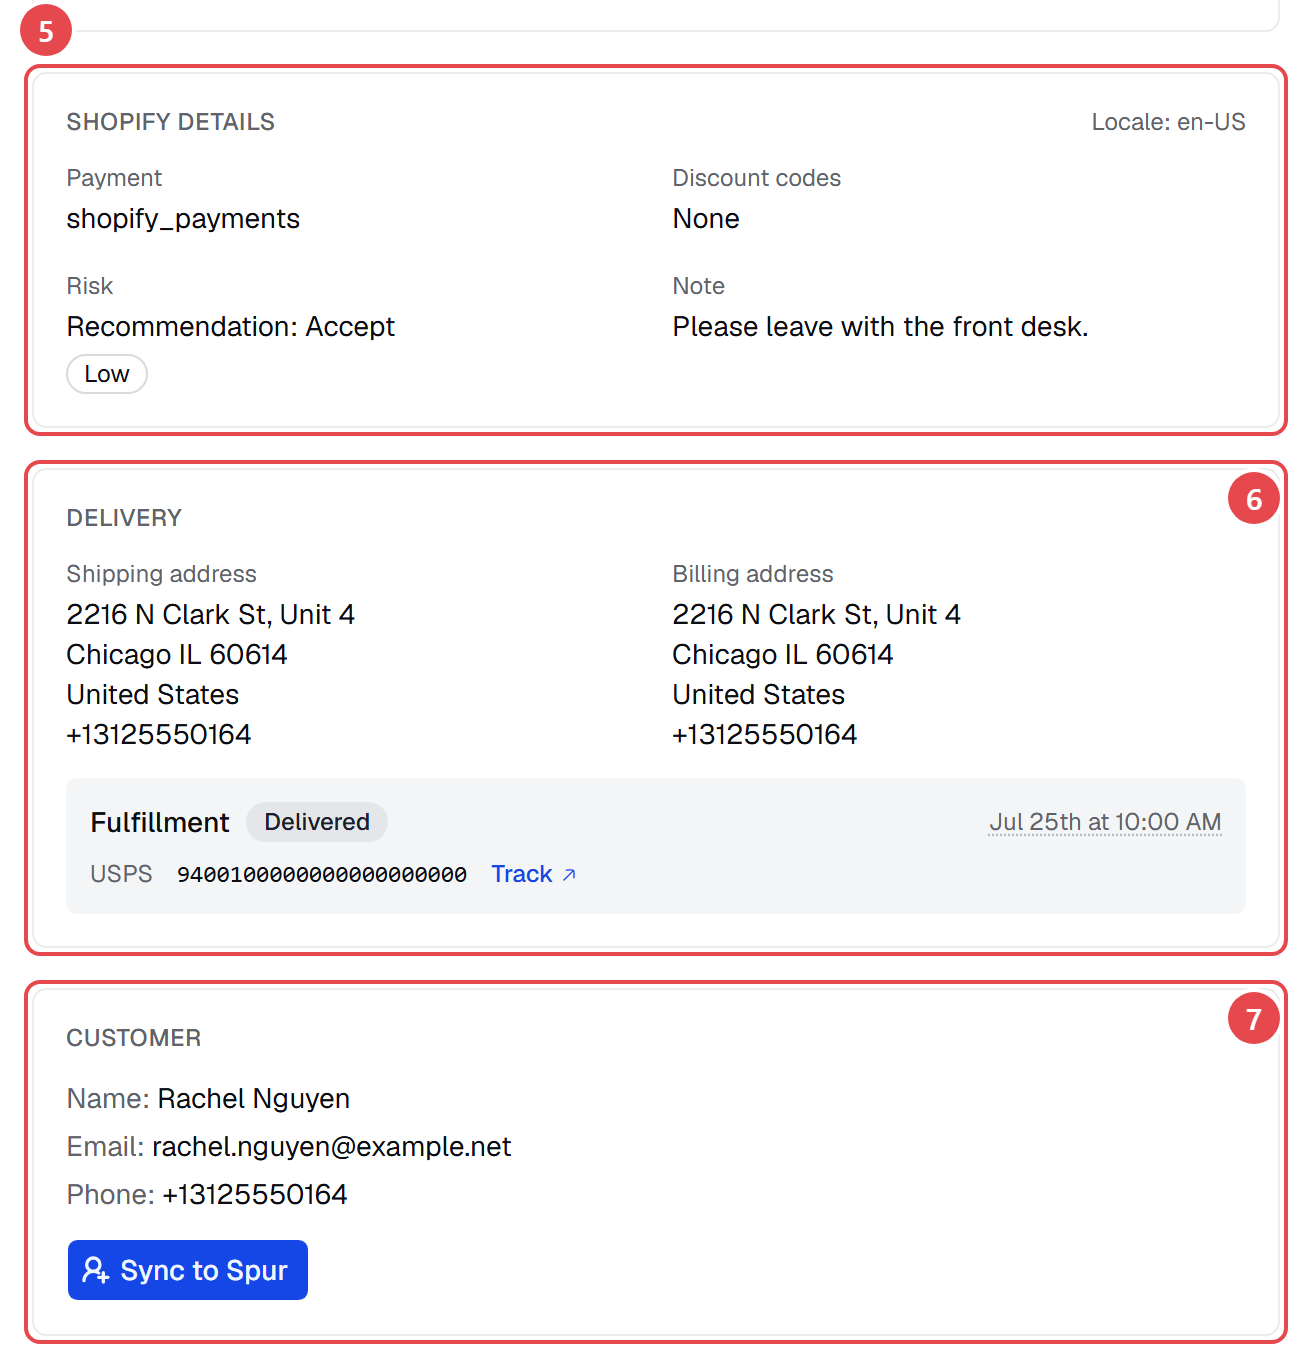 5
SHOPIFY DETAILS
Locale: en-US
Payment
shopify_payments
Discount codes
None
Risk
Recommendation: Accept
Low
Note
Please leave with the front desk.
6
DELIVERY
Shipping address
2216 N Clark St, Unit 4
Chicago IL 60614
United States
+13125550164
Billing address
2216 N Clark St, Unit 4
Chicago IL 60614
United States
+13125550164
Fulfillment Delivered
Jul 25th at 10:00 AM
USPS 9400100000000000000000 Track ↗
7
CUSTOMER
Name: Rachel Nguyen
Email: rachel.nguyen@example.net
Phone: +13125550164
Sync to Spur